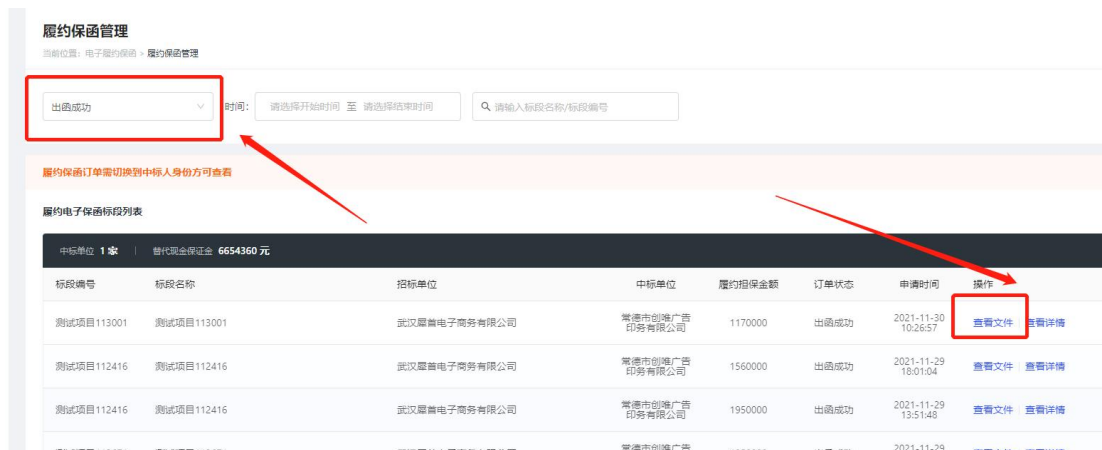 履约保函管理
当前位置：电子履约保函 > 履约保函管理
出函成功 时间： 请选择开始时间 至 请选择结束时间 请输入标段名称/标段编号
履约保函订单需切换到中标人身份方可查看
履约电子保函标段列表
中标单位 1 家 | 替代现金保证金 6654360 元
标段编号 标段名称 招标单位 中标单位 履约担保金额 订单状态 申请时间 操作
测试项目113001 测试项目113001 武汉犀首电子商务有限公司 常德市创唯广告印务有限公司 1170000 出函成功 2021-11-30 10:26:57 查看文件 查看详情
测试项目112416 测试项目112416 武汉犀首电子商务有限公司 常德市创唯广告印务有限公司 1560000 出函成功 2021-11-29 18:01:04 查看文件 查看详情
测试项目112416 测试项目112416 武汉犀首电子商务有限公司 常德市创唯广告印务有限公司 1950000 出函成功 2021-11-29 13:51:48 查看文件 查看详情
常德市创唯广告 2021-11-29